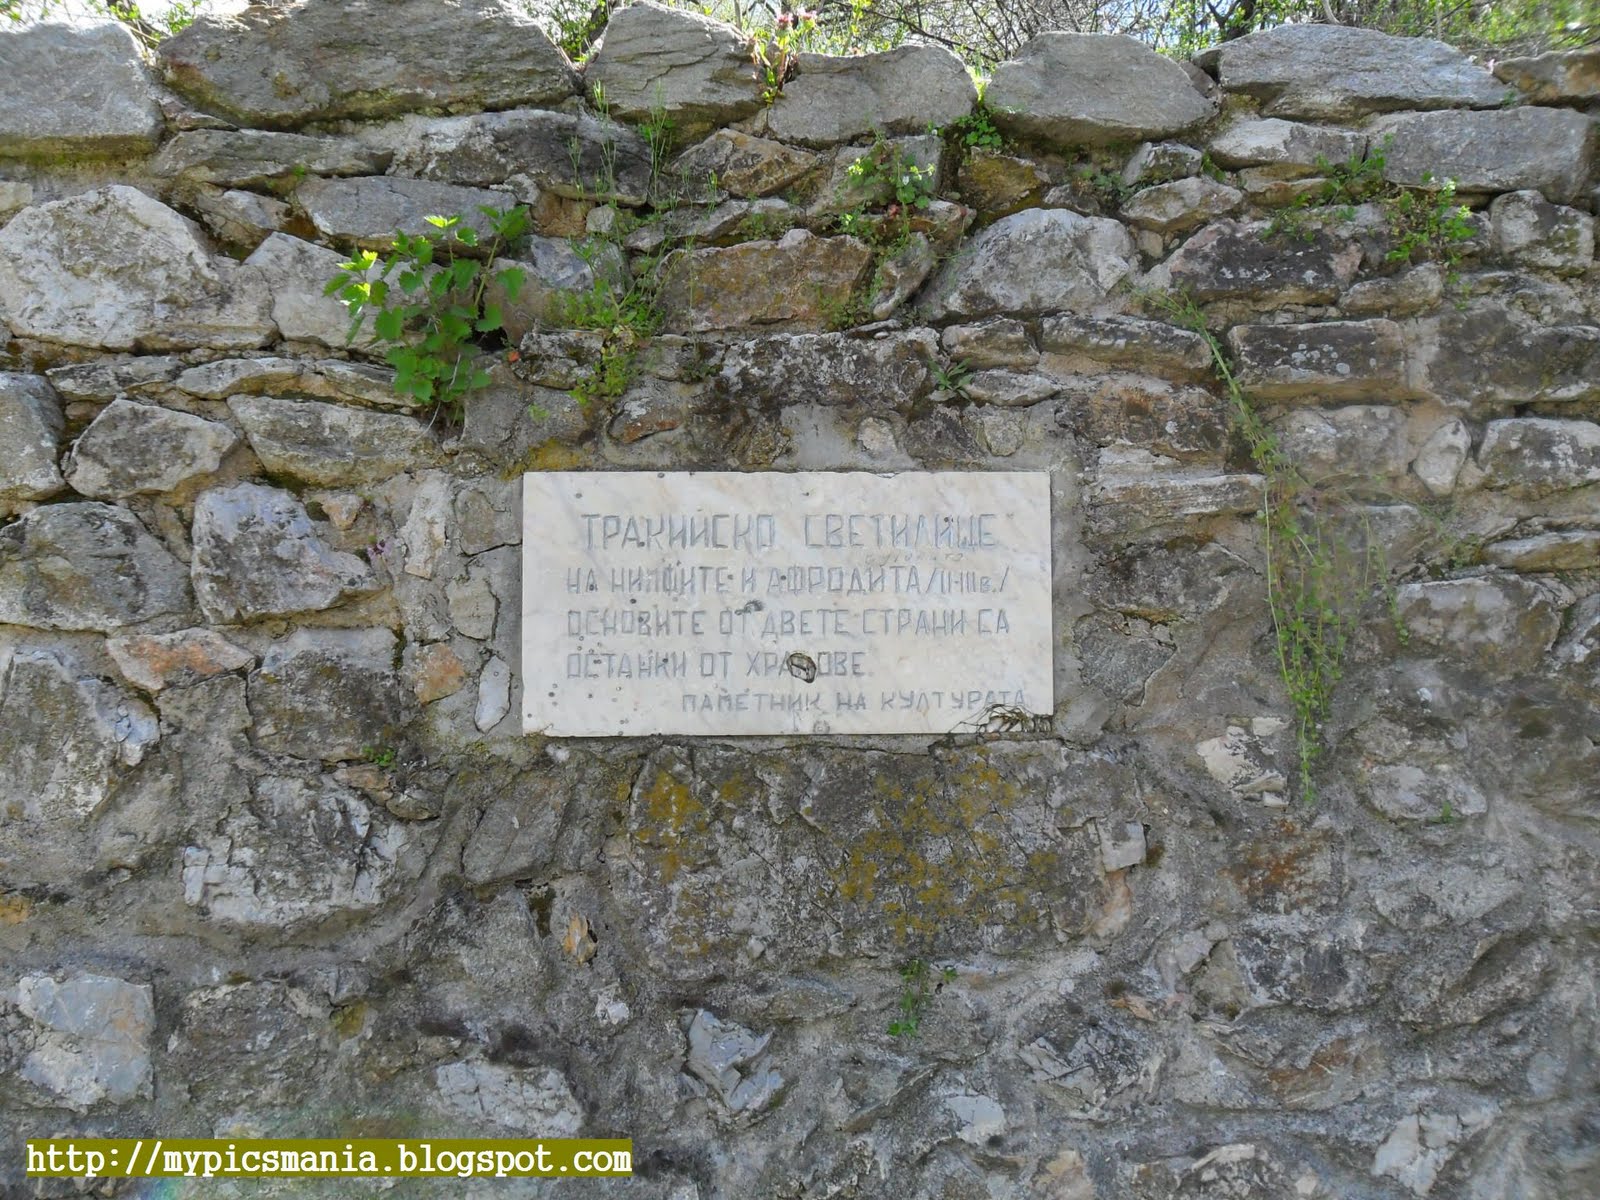 ТРАКИЙСКО СВЕТИЛИЩЕ
НА НИМФИТЕ И АФРОДИТА /II-III в./
ОСНОВИТЕ ОТ ДВЕТЕ СТРАНИ СА
ОСТАНКИ ОТ ХРАМОВЕ.
ПАМЕТНИК НА КУЛТУРАТА
http://mypicsmania.blogspot.com